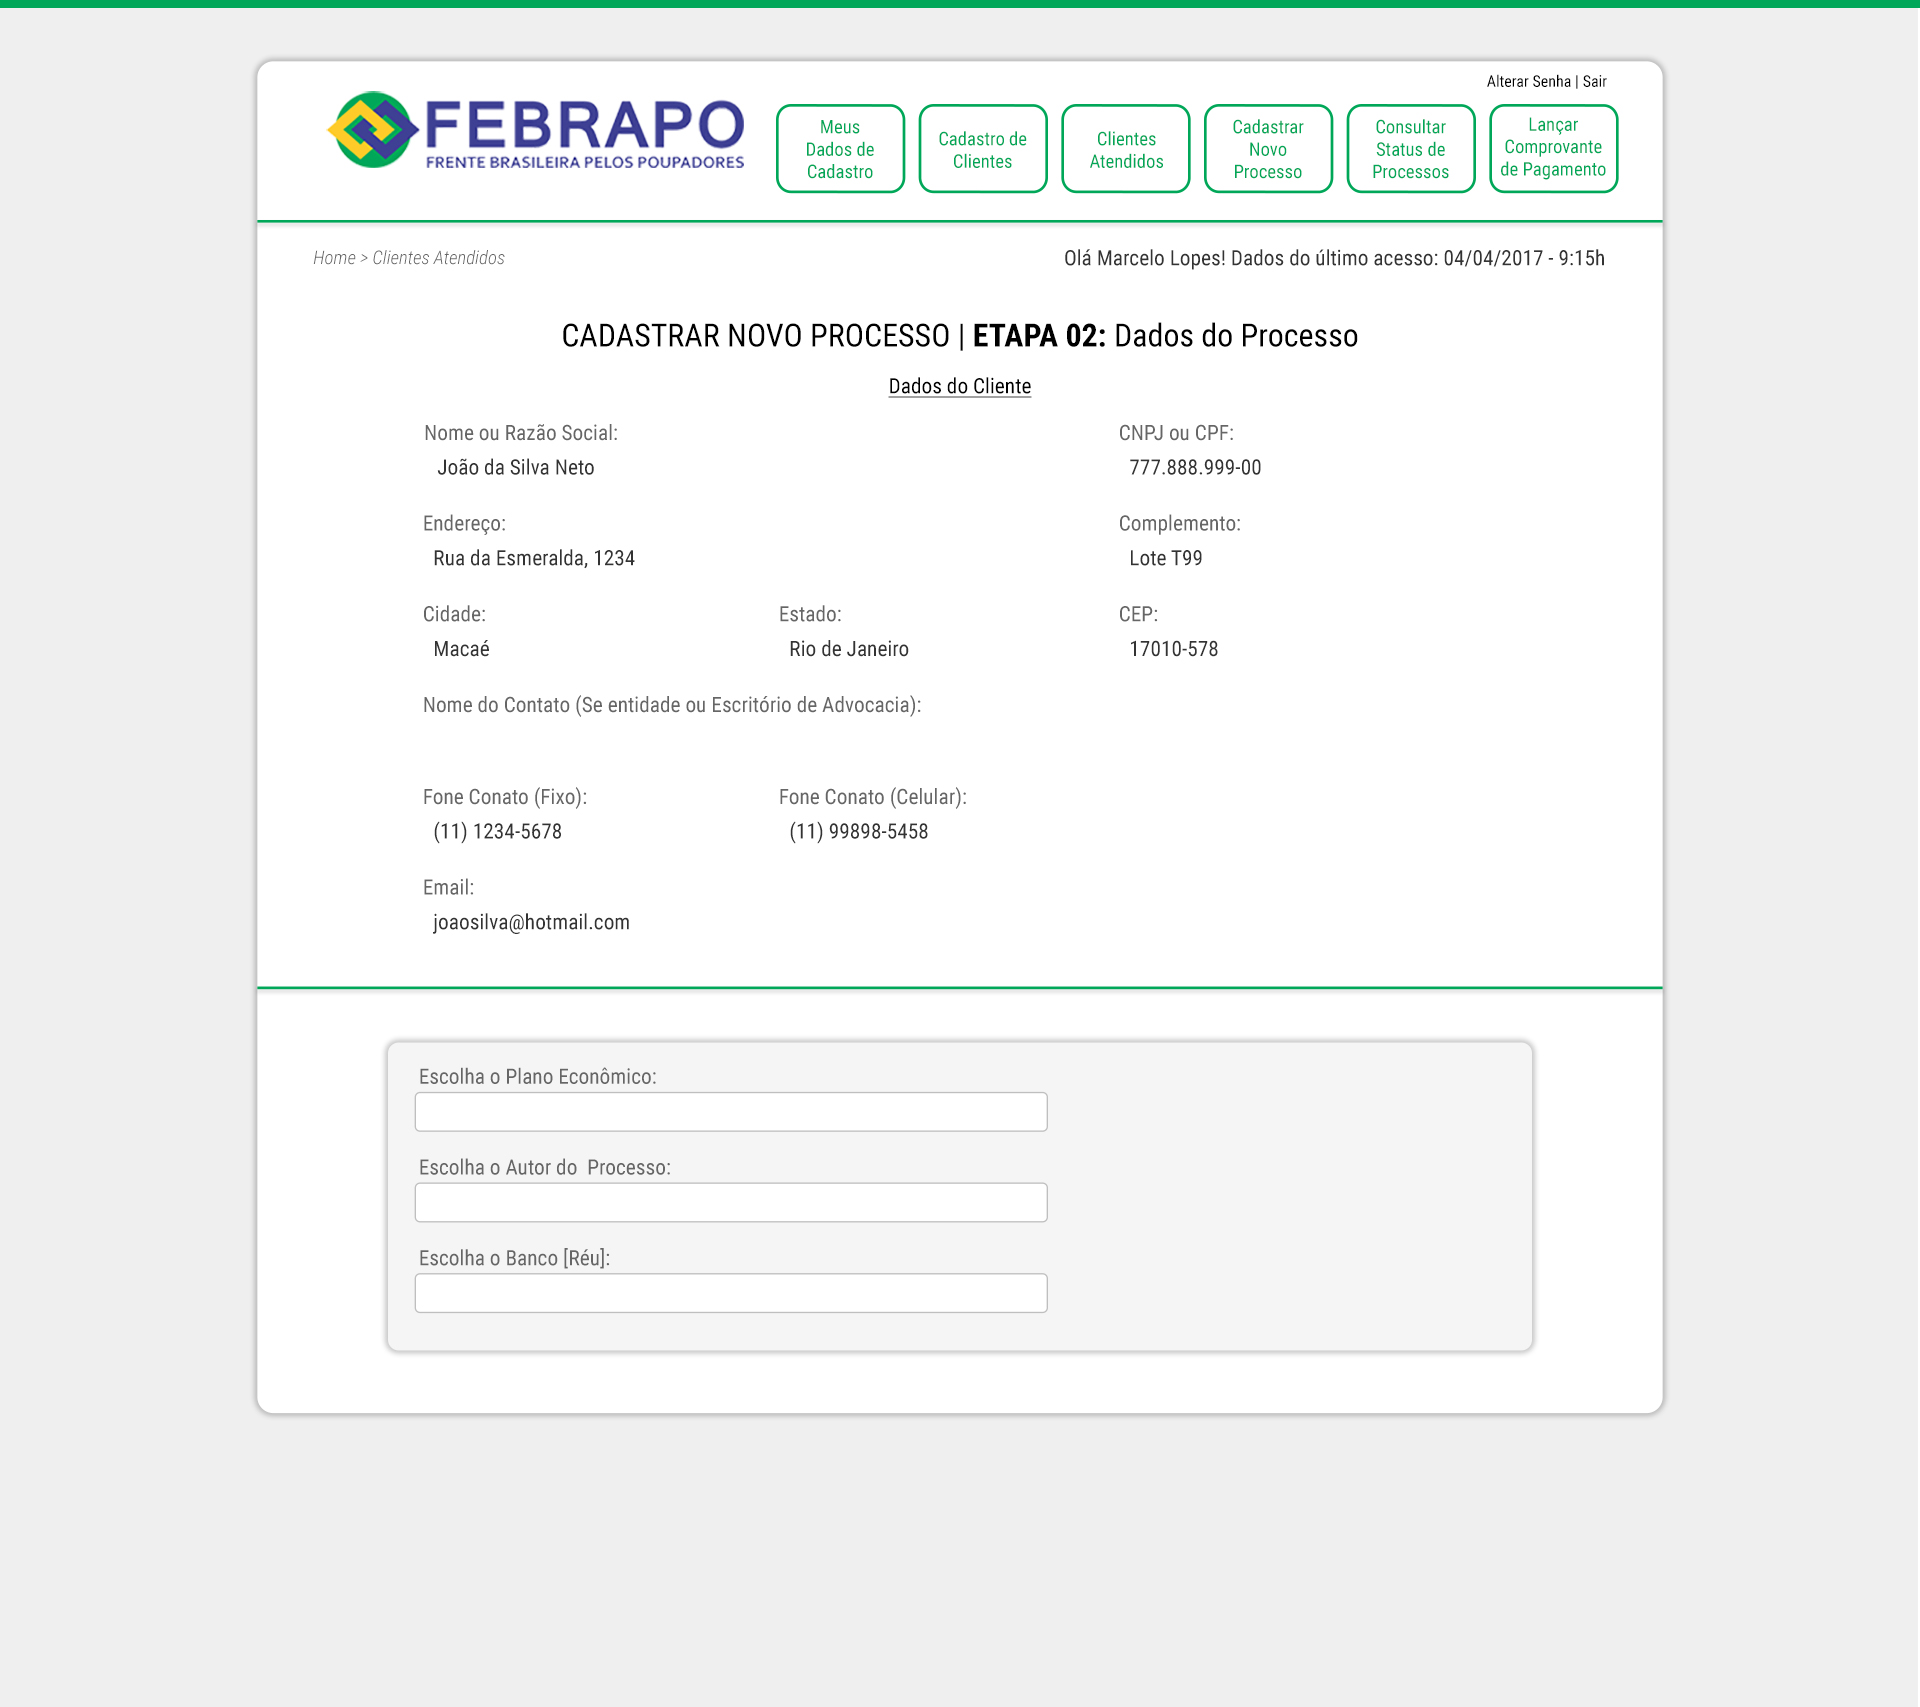 Alterar Senha | Sair
FEBRAPO
FRENTE BRASILEIRA PELOS POUPADORES
Meus
Dados de
Cadastro
Cadastro de
Clientes
Clientes
Atendidos
Cadastrar
Novo
Processo
Consultar
Status de
Processos
Lançar
Comprovante
de Pagamento
Home > Clientes Atendidos
Olá Marcelo Lopes! Dados do último acesso: 04/04/2017 - 9:15h
CADASTRAR NOVO PROCESSO | ETAPA 02: Dados do Processo
Dados do Cliente
Nome ou Razão Social:
João da Silva Neto
CNPJ ou CPF:
777.888.999-00
Endereço:
Rua da Esmeralda, 1234
Complemento:
Lote T99
Cidade:
Macaé
Estado:
Rio de Janeiro
CEP:
17010-578
Nome do Contato (Se entidade ou Escritório de Advocacia):
Fone Conato (Fixo):
(11) 1234-5678
Fone Conato (Celular):
(11) 99898-5458
Email:
joaosilva@hotmail.com
Escolha o Plano Econômico:
Escolha o Autor do  Processo:
Escolha o Banco [Réu]: